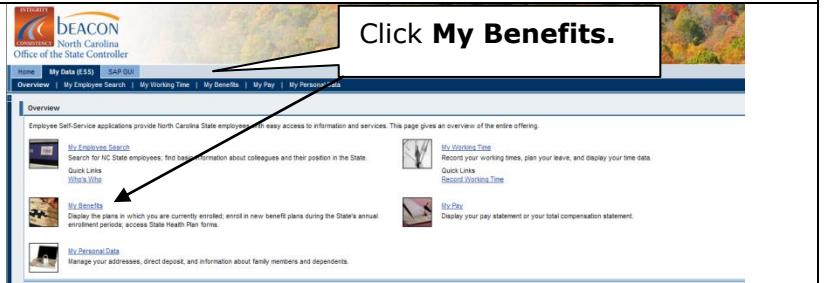 INTEGRITY
BEACON
CONSISTENCY North Carolina
Office of the State Controller
Click My Benefits.
Home My Data (ESS) SAP GUI
Overview | My Employee Search | My Working Time | My Benefits | My Pay | My Personal Data
Overview
Employee Self-Service applications provide North Carolina State employees with easy access to information and services. This page gives an overview of the entire offering.
My Employee Search
Search for NC State employees; find basic information about colleagues and their position in the State.
Quick Links
Who's Who
My Working Time
Record your working times, plan your leave, and display your time data.
Quick Links
Record Working Time
My Benefits
Display the plans in which you are currently enrolled; enroll in new benefit plans during the State's annual
enrollment periods; access State Health Plan forms.
My Pay
Display your pay statement or your total compensation statement.
My Personal Data
Manage your addresses, direct deposit, and information about family members and dependents.